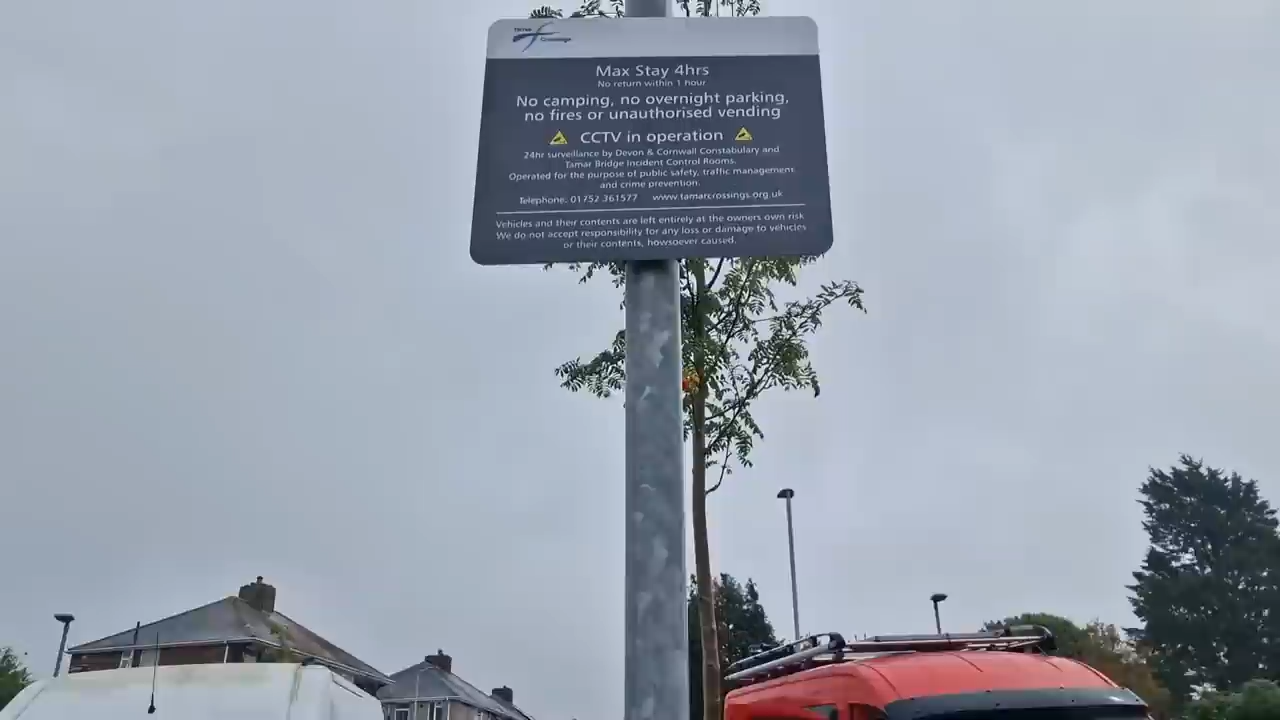 Tamar
Crossings
Max Stay 4hrs
No return within 1 hour
No camping, no overnight parking,
no fires or unauthorised vending
CCTV in operation
24hr surveillance by Devon & Cornwall Constabulary and
Tamar Bridge Incident Control Rooms.
Operated for the purpose of public safety, traffic management
and crime prevention.
Telephone: 01752 361577 www.tamarcrossings.org.uk
Vehicles and their contents are left entirely at the owners own risk
We do not accept responsibility for any loss or damage to vehicles
or their contents, howsoever caused.